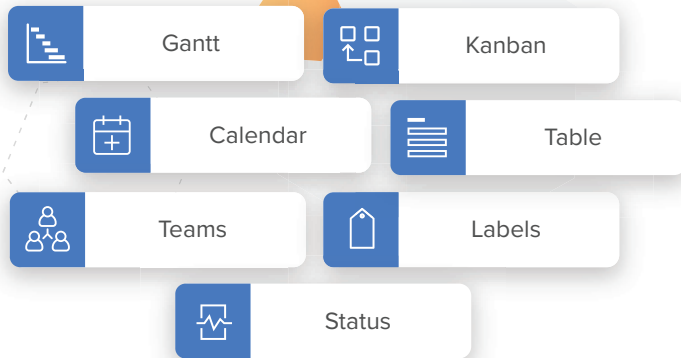 Gantt
Kanban
Calendar
Table
Teams
Labels
Status